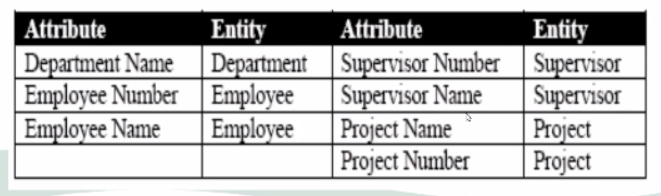 Attribute Entity Attribute Entity
Department Name Department Supervisor Number Supervisor
Employee Number Employee Supervisor Name Supervisor
Employee Name Employee Project Name Project
Project Number Project